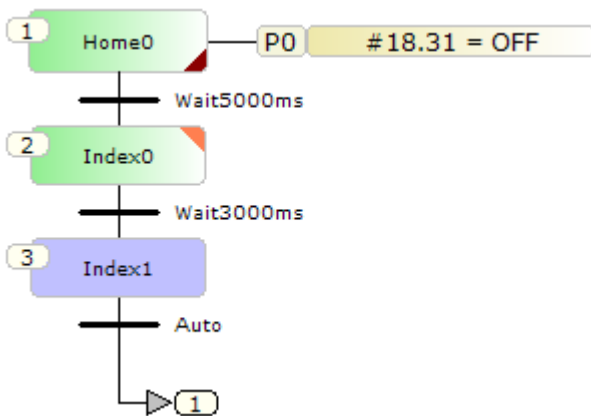 1
Home0
P0
#18.31 = OFF
Wait5000ms
2
Index0
Wait3000ms
3
Index1
Auto
1